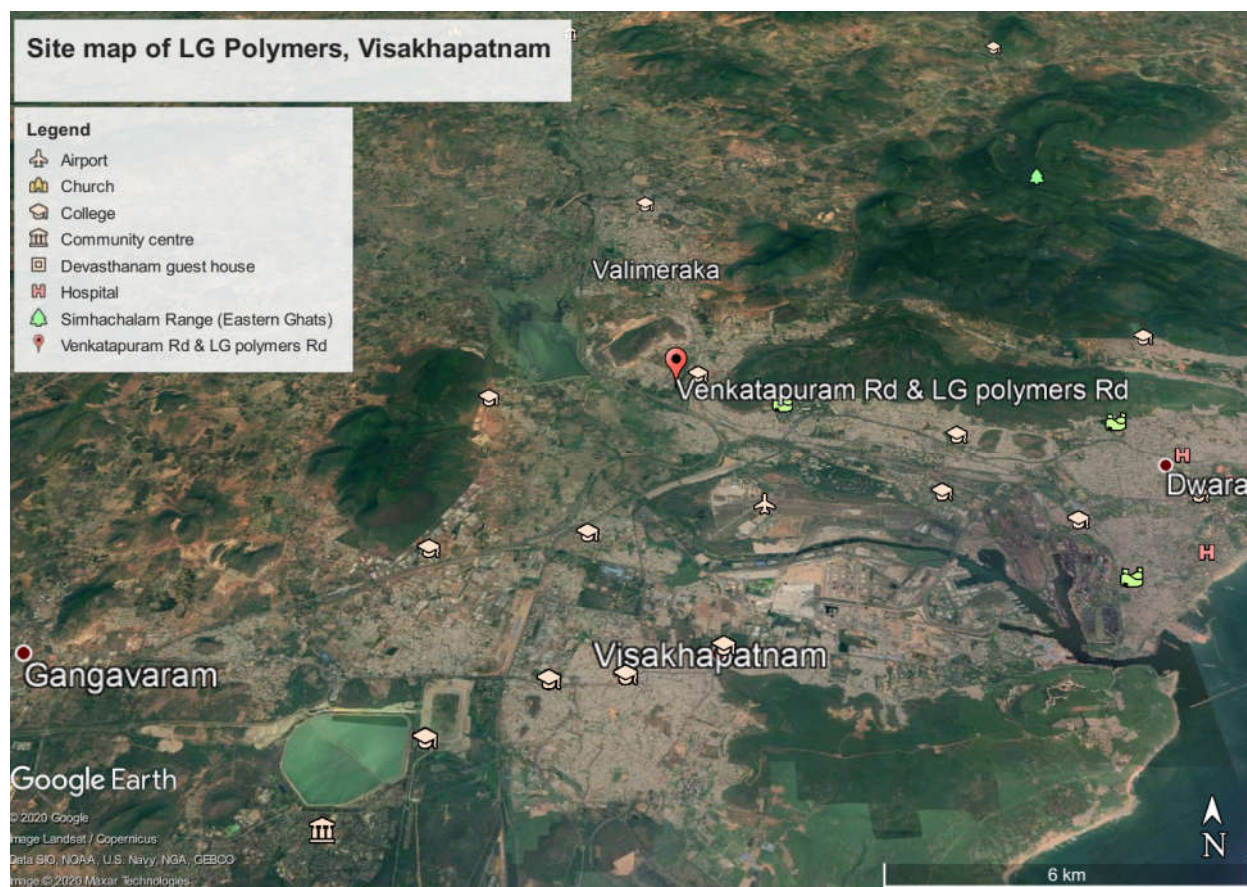 Site map of LG Polymers, Visakhapatnam
Legend
Airport
Church
College
Community centre
Devasthanam guest house
Hospital
Simhachalam Range (Eastern Ghats)
Venkatapuram Rd & LG polymers Rd
Valimeraka
Venkatapuram Rd & LG polymers Rd
H
Dwara
H
Visakhapatnam
Gangavaram
Google Earth
© 2020 Google
Image Landsat / Copernicus
Data SIO, NOAA, U.S. Navy, NGA, GEBCO
Image © 2020 Maxar Technologies
N
6 km